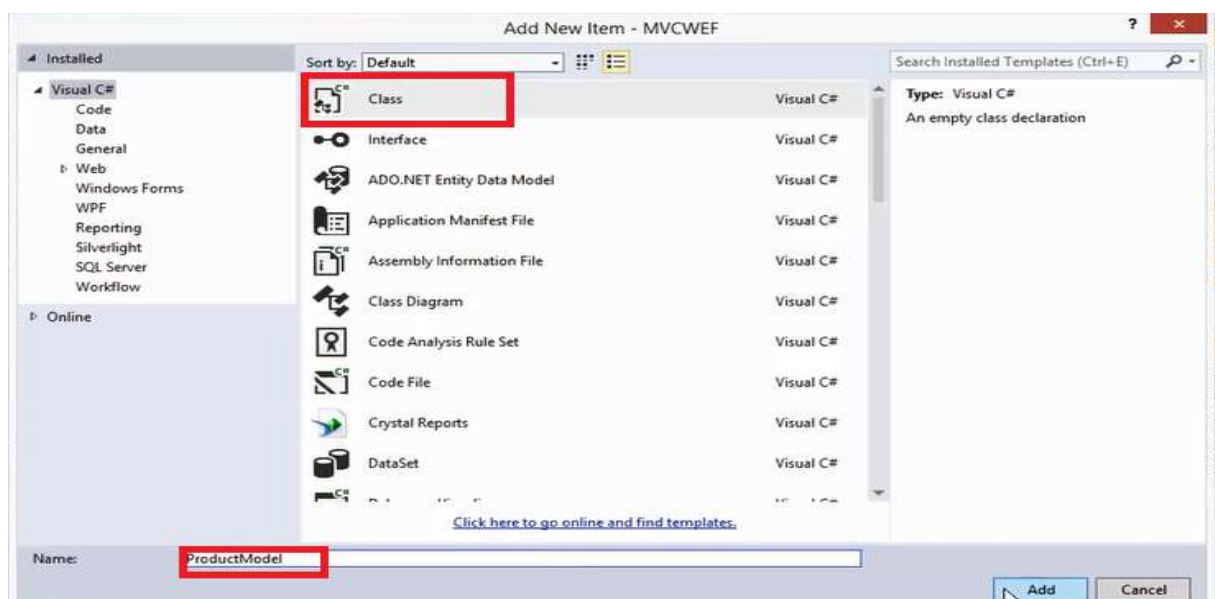 Add New Item - MVCWEF
?
Installed
Sort by: Default
Search Installed Templates (Ctrl+E)
Visual C#
Code
Data
General
Web
Windows Forms
WPF
Reporting
Silverlight
SQL Server
Workflow
Online
Class Visual C#
Interface Visual C#
ADO.NET Entity Data Model Visual C#
Application Manifest File Visual C#
Assembly Information File Visual C#
Class Diagram Visual C#
Code Analysis Rule Set Visual C#
Code File Visual C#
Crystal Reports Visual C#
DataSet Visual C#
Click here to go online and find templates.
Type: Visual C#
An empty class declaration
Name: ProductModel
Add Cancel